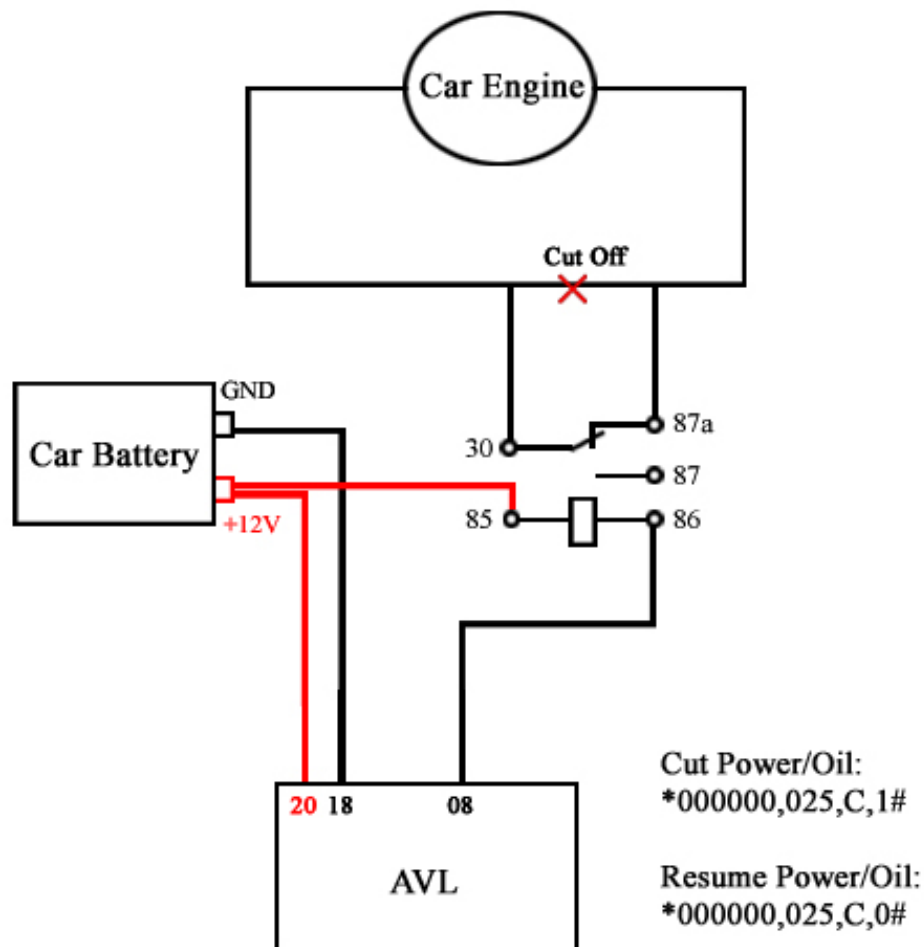 Car Engine
Cut Off
GND
Car Battery
+12V
30
87a
87
85
86
20 18 08
AVL
Cut Power/Oil:
*000000,025,C,1#
Resume Power/Oil:
*000000,025,C,0#